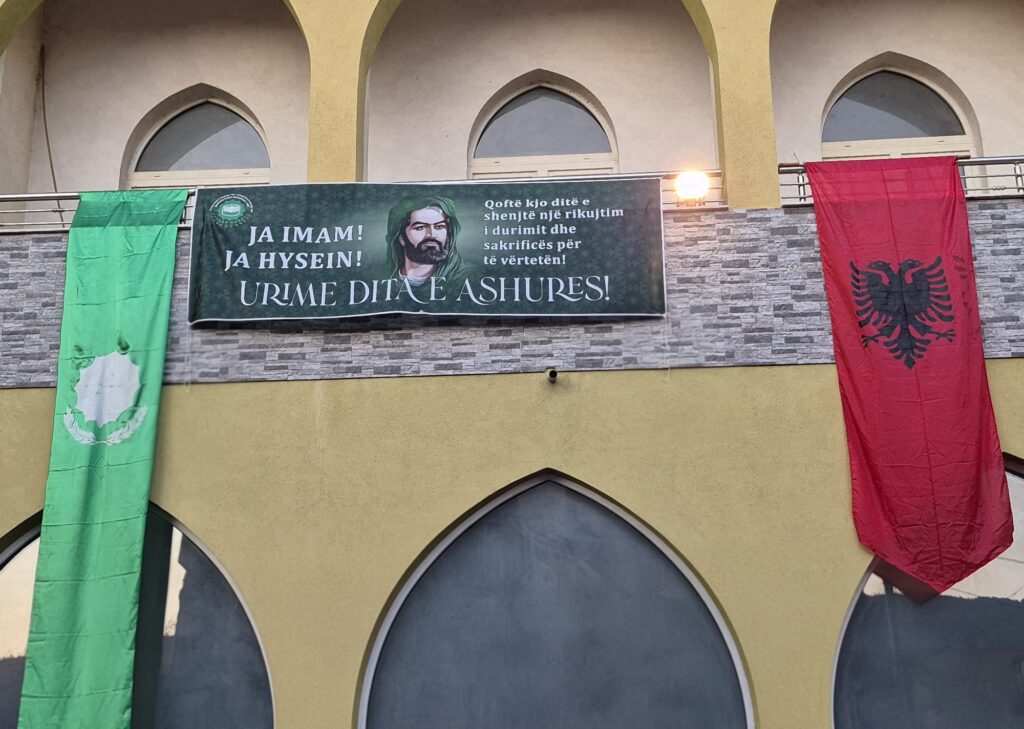 JA IMAM!
JA HYSEIN!
Qoftë kjo ditë e
shenjtë një rikujtim
i durimit dhe
sakrificës për
të vërtetën!
URIME DITA E ASHURES!